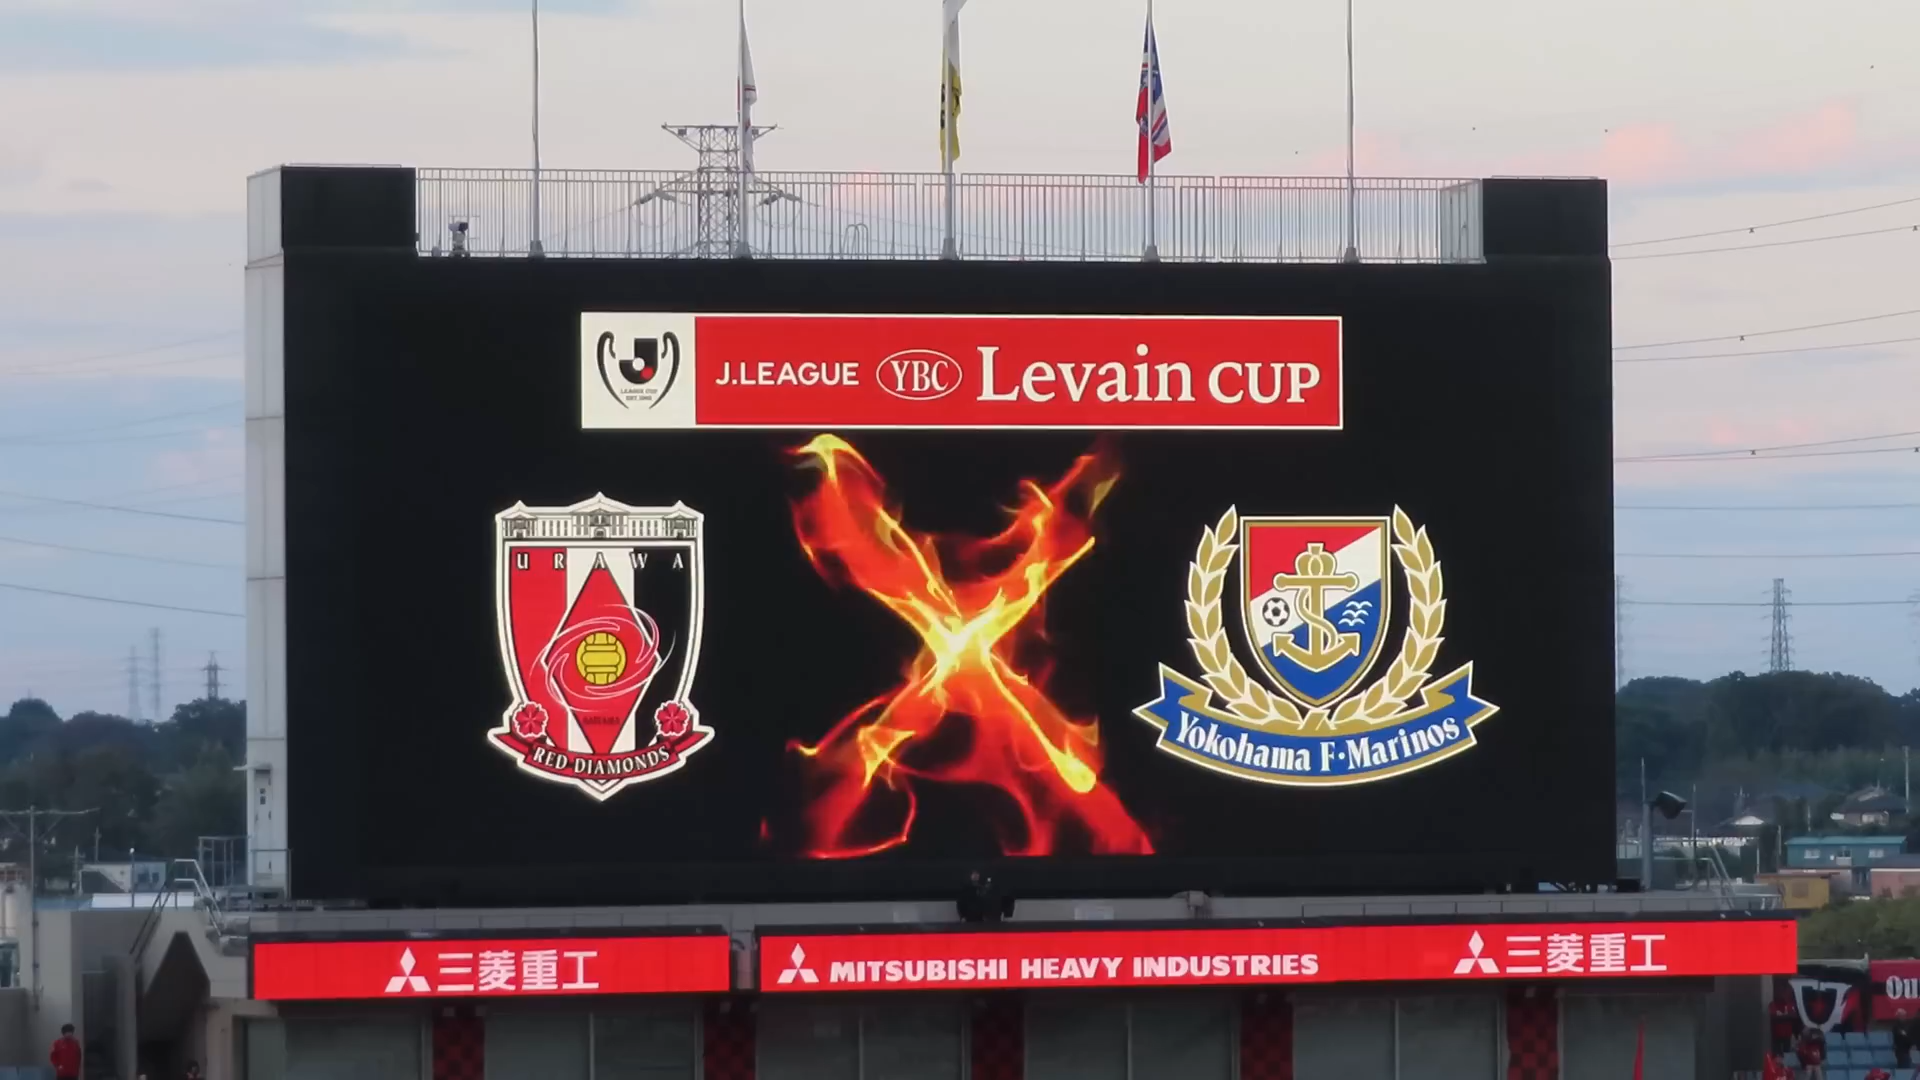 J.LEAGUE YBC Levain CUP
URAWA
RED DIAMONDS
Yokohama F·Marinos
三菱重工
MITSUBISHI HEAVY INDUSTRIES 三菱重工
Ou